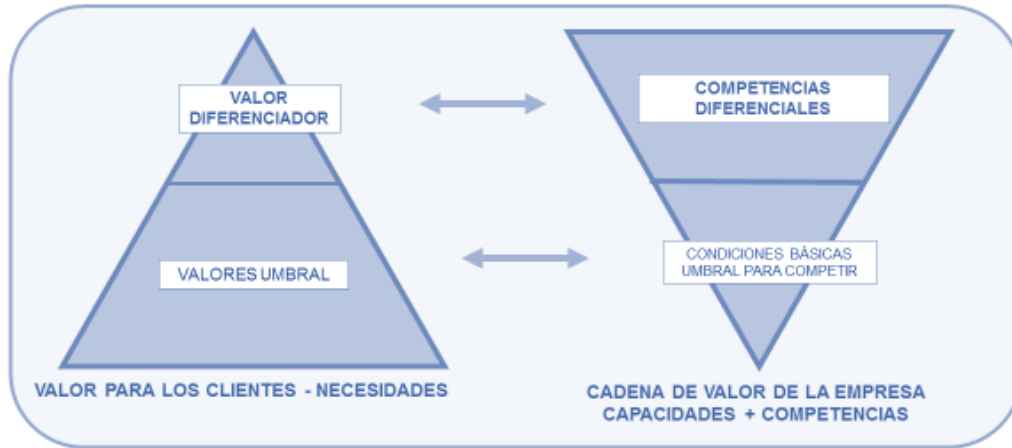 VALOR
DIFERENCIADOR
VALORES UMBRAL
VALOR PARA LOS CLIENTES - NECESIDADES
COMPETENCIAS
DIFERENCIALES
CONDICIONES BÁSICAS
UMBRAL PARA COMPETIR
CADENA DE VALOR DE LA EMPRESA
CAPACIDADES + COMPETENCIAS